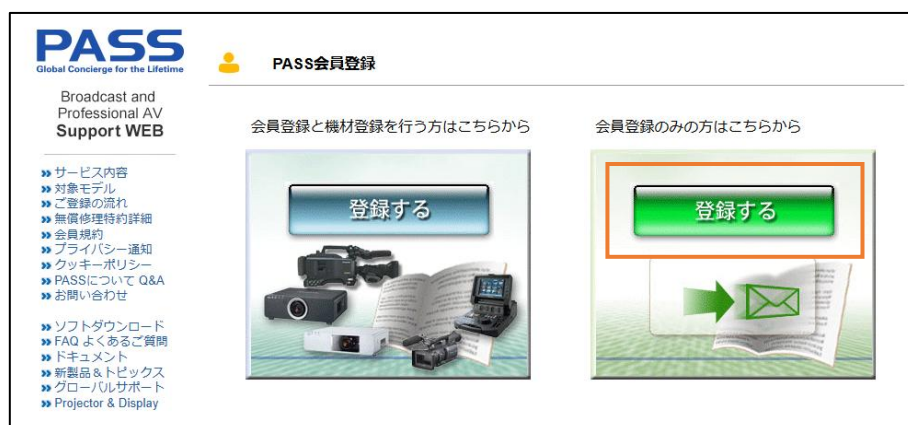 PASS
Global Concierge for the Lifetime
Broadcast and
Professional AV
Support WEB
サービス内容
対象モデル
ご登録の流れ
無償修理特約詳細
会員規約
プライバシー通知
クッキーポリシー
PASSについて Q&A
お問い合わせ
ソフトダウンロード
FAQ よくあるご質問
ドキュメント
新製品＆トピックス
グローバルサポート
Projector & Display
PASS会員登録
会員登録と機材登録を行う方はこちらから
登録する
会員登録のみの方はこちらから
登録する